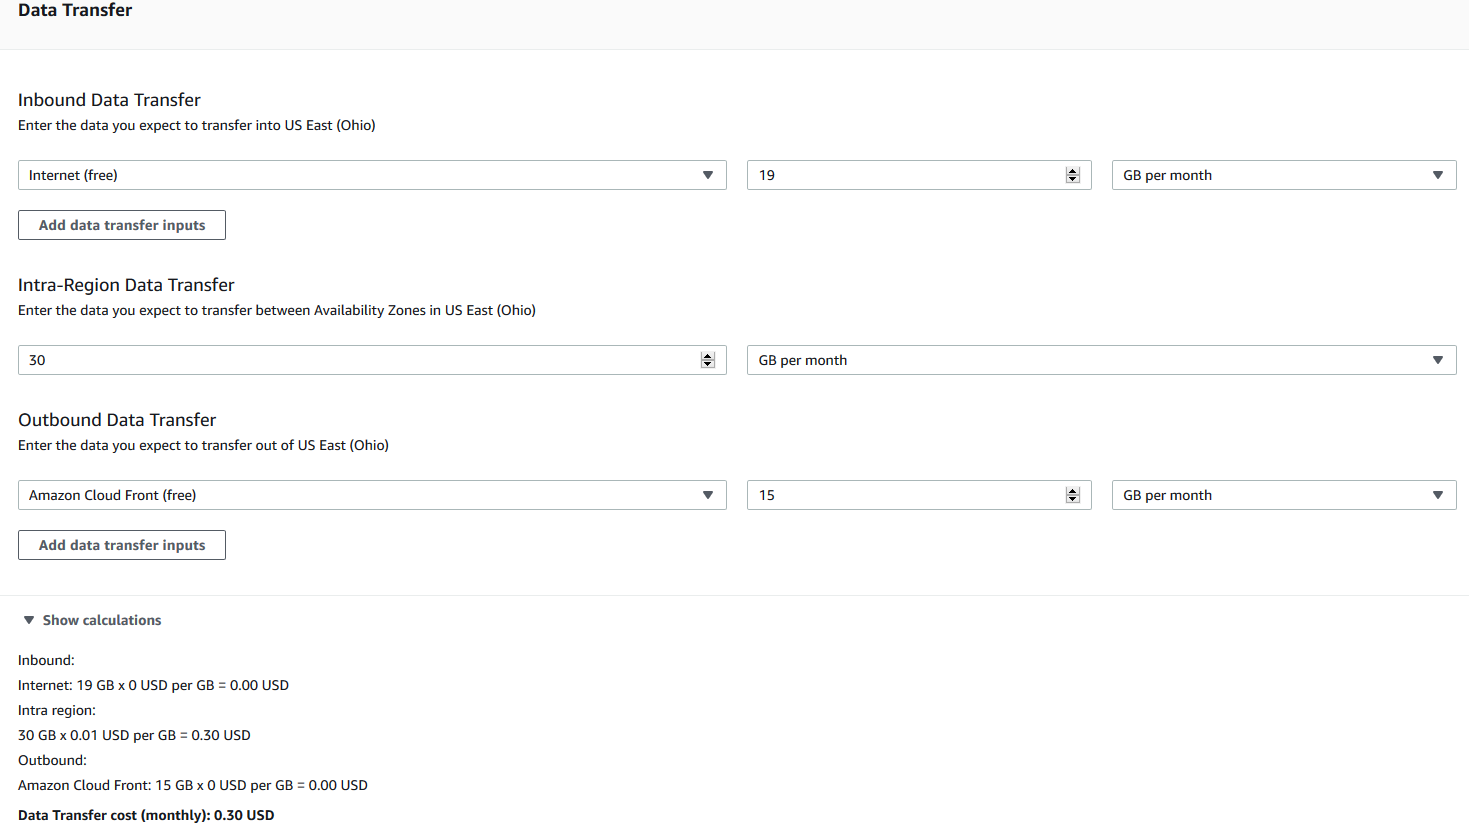 Data Transfer
Inbound Data Transfer
Enter the data you expect to transfer into US East (Ohio)
Internet (free) 19 GB per month
Add data transfer inputs
Intra-Region Data Transfer
Enter the data you expect to transfer between Availability Zones in US East (Ohio)
30 GB per month
Outbound Data Transfer
Enter the data you expect to transfer out of US East (Ohio)
Amazon Cloud Front (free) 15 GB per month
Add data transfer inputs
Show calculations
Inbound:
Internet: 19 GB x 0 USD per GB = 0.00 USD
Intra region:
30 GB x 0.01 USD per GB = 0.30 USD
Outbound:
Amazon Cloud Front: 15 GB x 0 USD per GB = 0.00 USD
Data Transfer cost (monthly): 0.30 USD